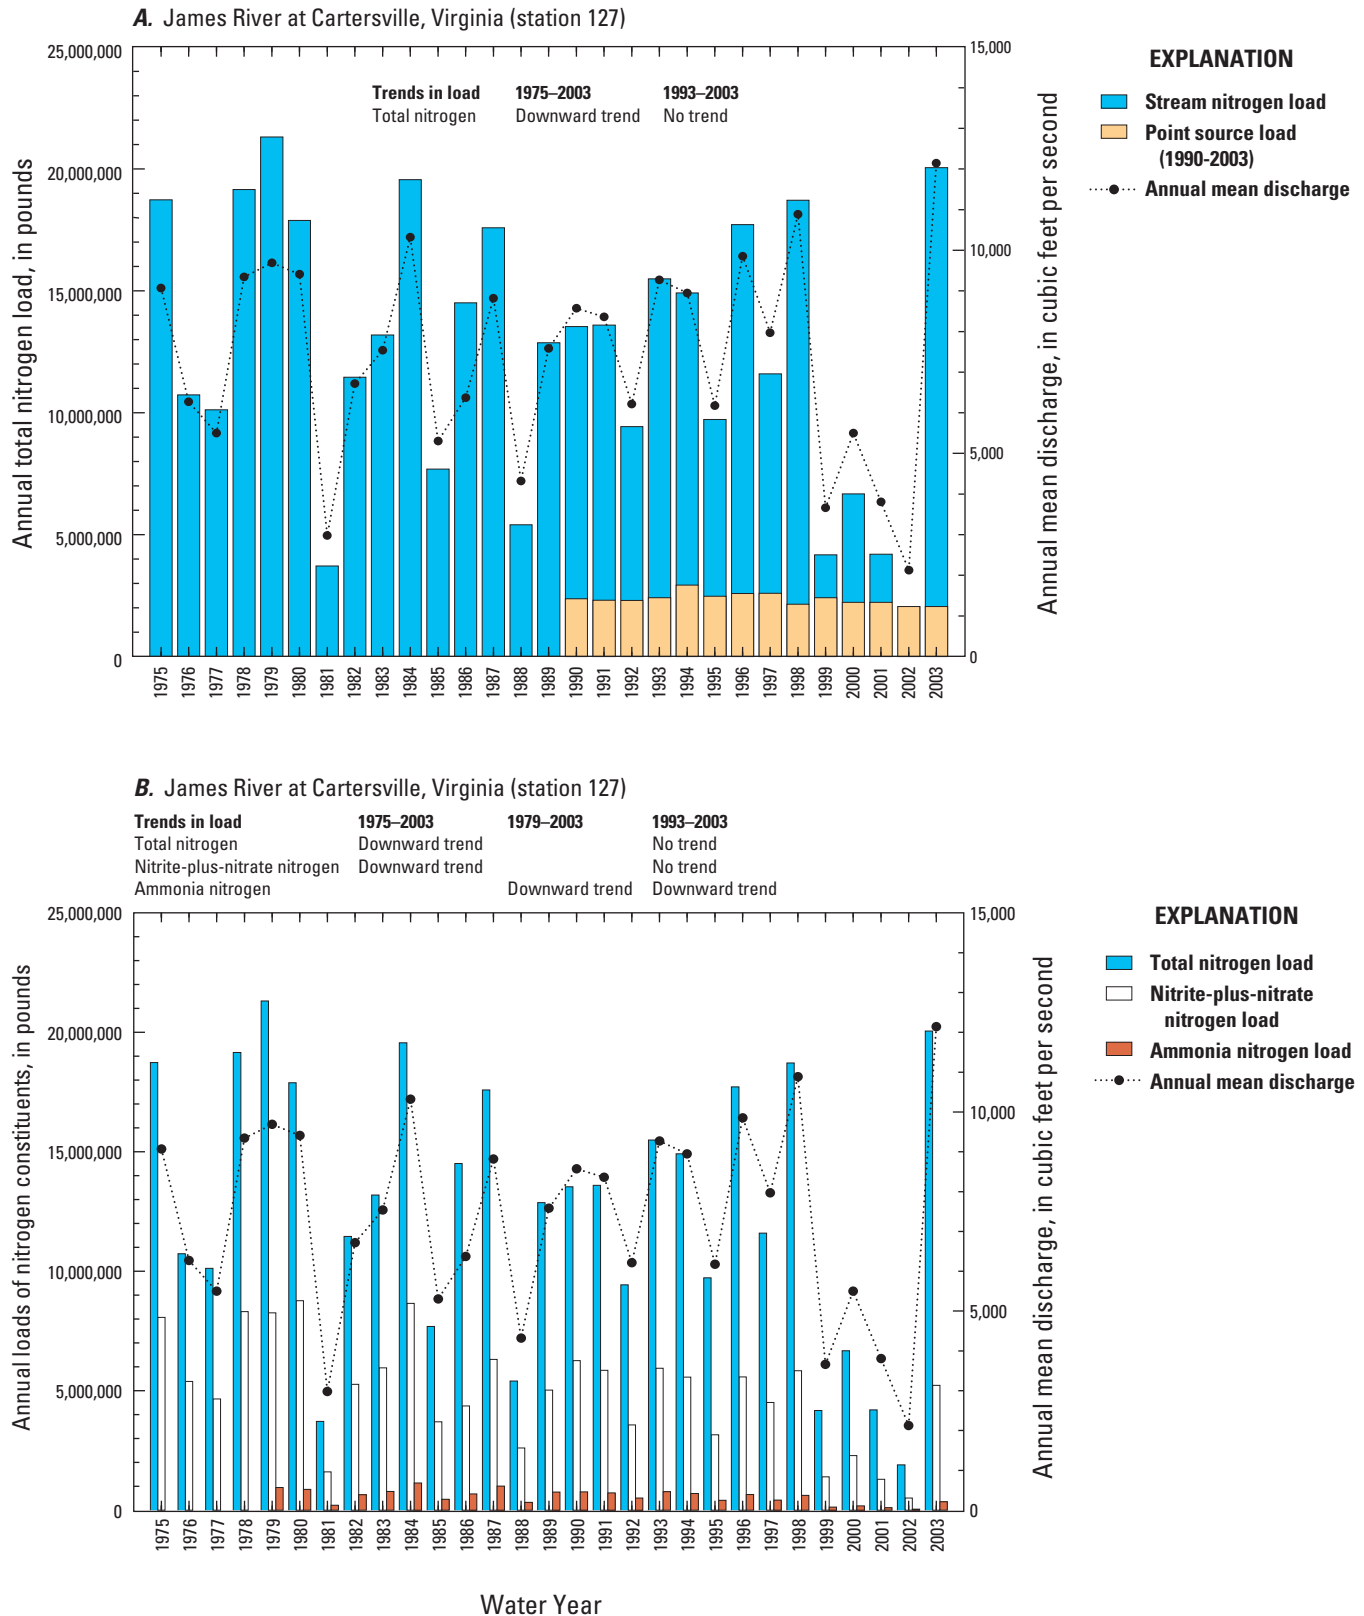 A. James River at Cartersville, Virginia (station 127)
Trends in load 1975–2003 1993–2003
Total nitrogen Downward trend No trend
Annual total nitrogen load, in pounds
25,000,000
20,000,000
15,000,000
10,000,000
5,000,000
0
15,000
10,000
5,000
0
Annual mean discharge, in cubic feet per second
1975 1976 1977 1978 1979 1980 1981 1982 1983 1984 1985 1986 1987 1988 1989 1990 1991 1992 1993 1994 1995 1996 1997 1998 1999 2000 2001 2002 2003
EXPLANATION
Stream nitrogen load
Point source load
(1990-2003)
Annual mean discharge
B. James River at Cartersville, Virginia (station 127)
Trends in load 1975–2003 1979–2003 1993–2003
Total nitrogen Downward trend No trend
Nitrite-plus-nitrate nitrogen Downward trend No trend
Ammonia nitrogen Downward trend Downward trend
Annual loads of nitrogen constituents, in pounds
25,000,000
20,000,000
15,000,000
10,000,000
5,000,000
0
15,000
10,000
5,000
0
Annual mean discharge, in cubic feet per second
1975 1976 1977 1978 1979 1980 1981 1982 1983 1984 1985 1986 1987 1988 1989 1990 1991 1992 1993 1994 1995 1996 1997 1998 1999 2000 2001 2002 2003
EXPLANATION
Total nitrogen load
Nitrite-plus-nitrate
nitrogen load
Ammonia nitrogen load
Annual mean discharge
Water Year